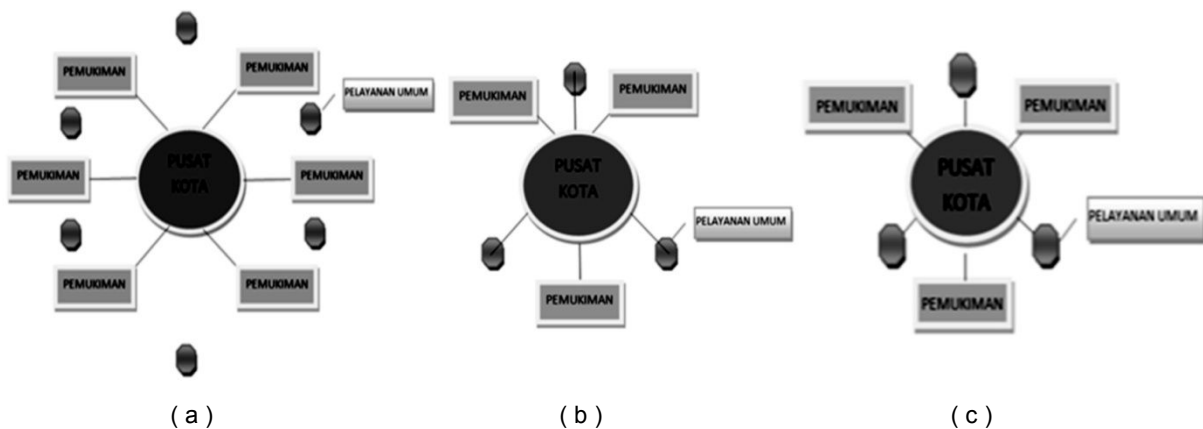 PEMUKIMAN
PEMUKIMAN
PELAYANAN UMUM
PUSAT
KOTA
PEMUKIMAN
PEMUKIMAN
PEMUKIMAN
PEMUKIMAN
( a )
PEMUKIMAN
PEMUKIMAN
PUSAT
KOTA
PELAYANAN UMUM
PEMUKIMAN
( b )
PEMUKIMAN
PEMUKIMAN
PUSAT
KOTA
PELAYANAN UMUM
PEMUKIMAN
( c )